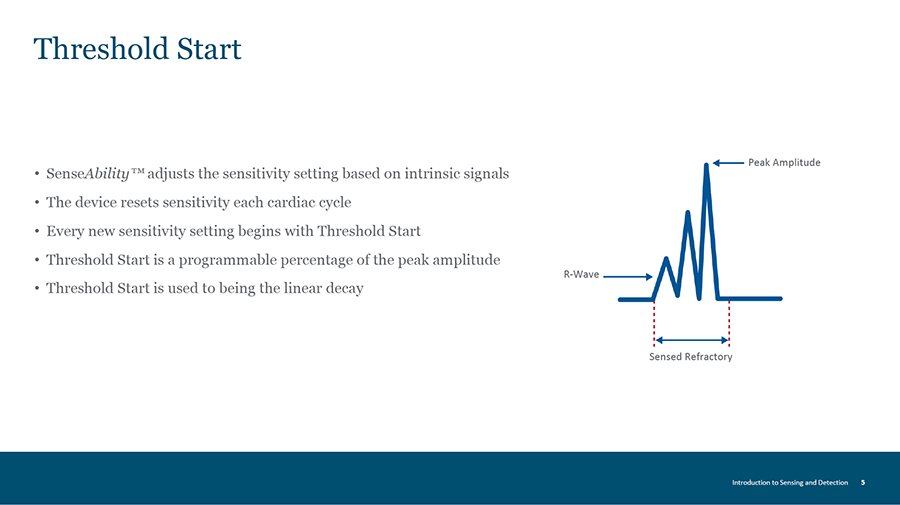 Threshold Start
• SenseAbility™ adjusts the sensitivity setting based on intrinsic signals
• The device resets sensitivity each cardiac cycle
• Every new sensitivity setting begins with Threshold Start
• Threshold Start is a programmable percentage of the peak amplitude
• Threshold Start is used to being the linear decay
Peak Amplitude
R-Wave
Sensed Refractory
Introduction to Sensing and Detection 5